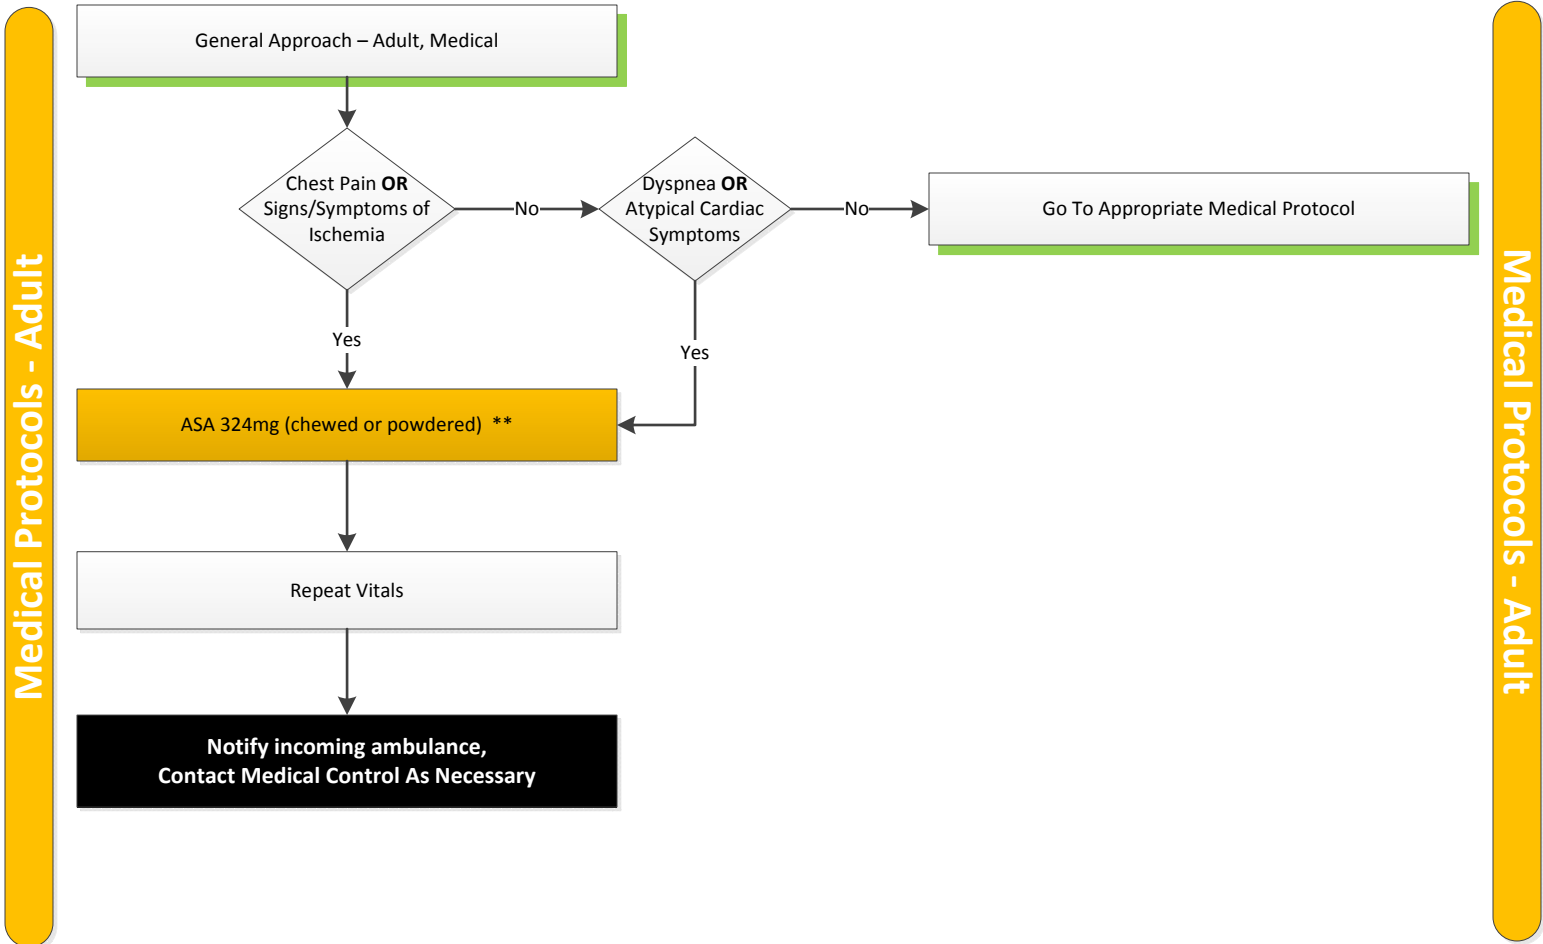 Medical Protocols - Adult
General Approach – Adult, Medical
Chest Pain OR
Signs/Symptoms of
Ischemia
No
Dyspnea OR
Atypical Cardiac
Symptoms
No
Go To Appropriate Medical Protocol
Yes
Yes
ASA 324mg (chewed or powdered)  **
Repeat Vitals
Notify incoming ambulance,
Contact Medical Control As Necessary
Medical Protocols - Adult